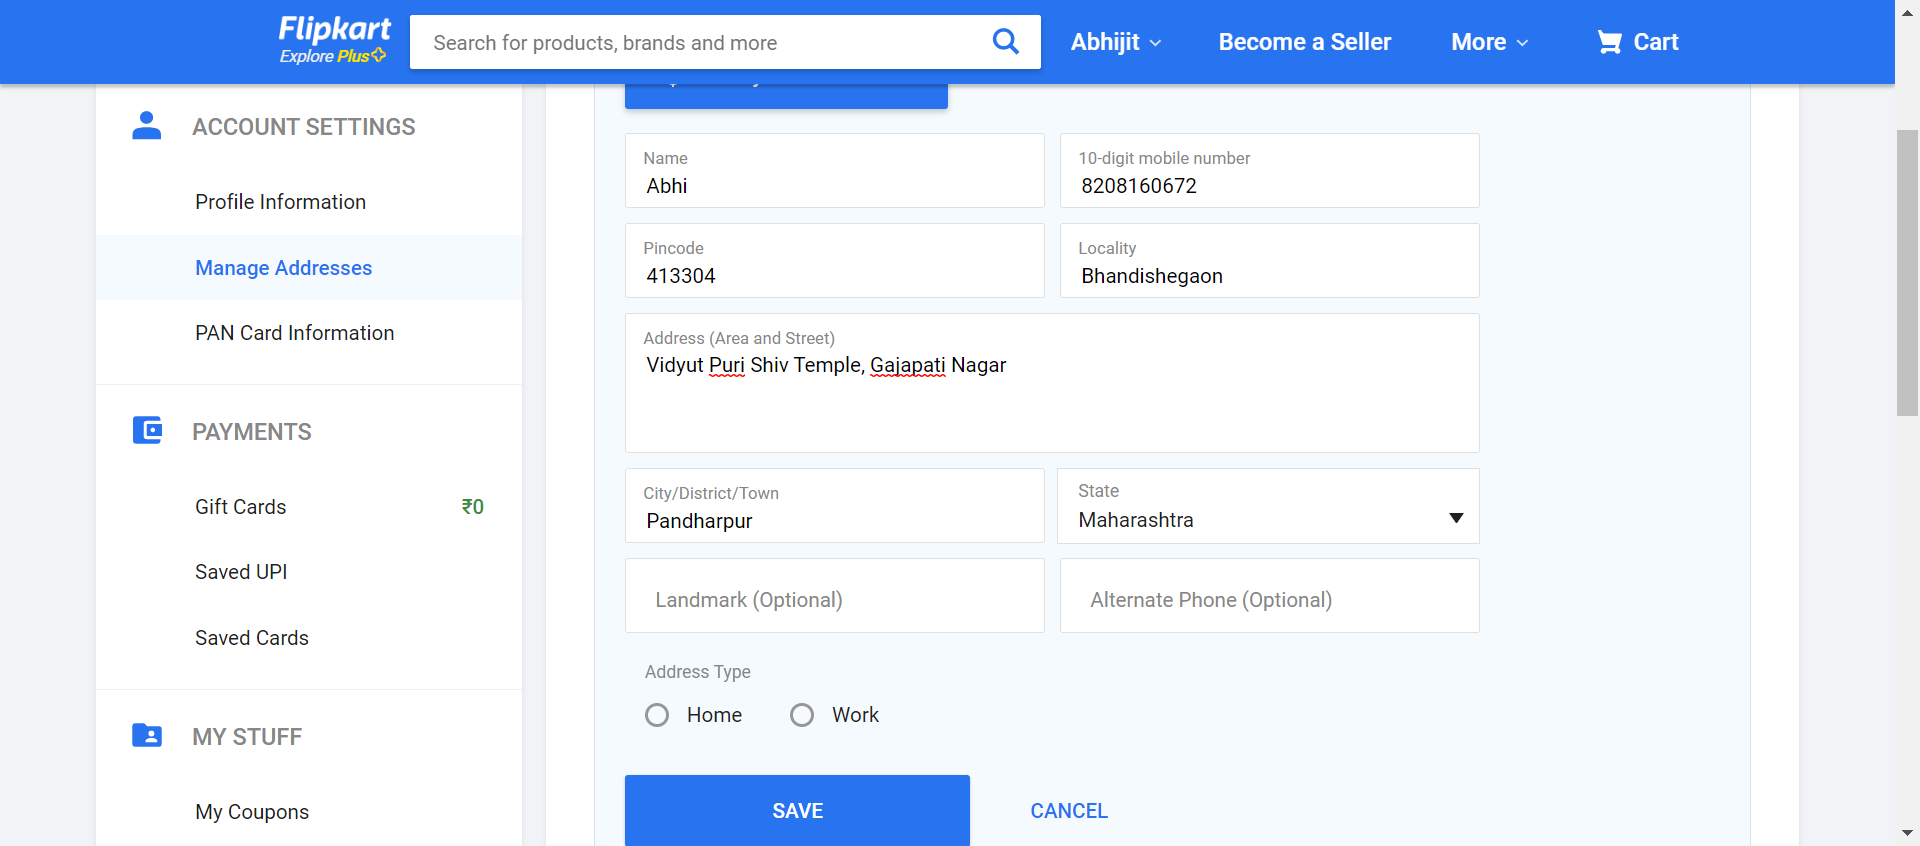 Flipkart
Explore Plus
Search for products, brands and more
Abhijit
Become a Seller
More
Cart
ACCOUNT SETTINGS
Profile Information
Manage Addresses
PAN Card Information
PAYMENTS
Gift Cards ₹0
Saved UPI
Saved Cards
MY STUFF
My Coupons
Name
Abhi
10-digit mobile number
8208160672
Pincode
413304
Locality
Bhandishegaon
Address (Area and Street)
Vidyut Puri Shiv Temple, Gajapati Nagar
City/District/Town
Pandharpur
State
Maharashtra
Landmark (Optional)
Alternate Phone (Optional)
Address Type
Home
Work
SAVE
CANCEL